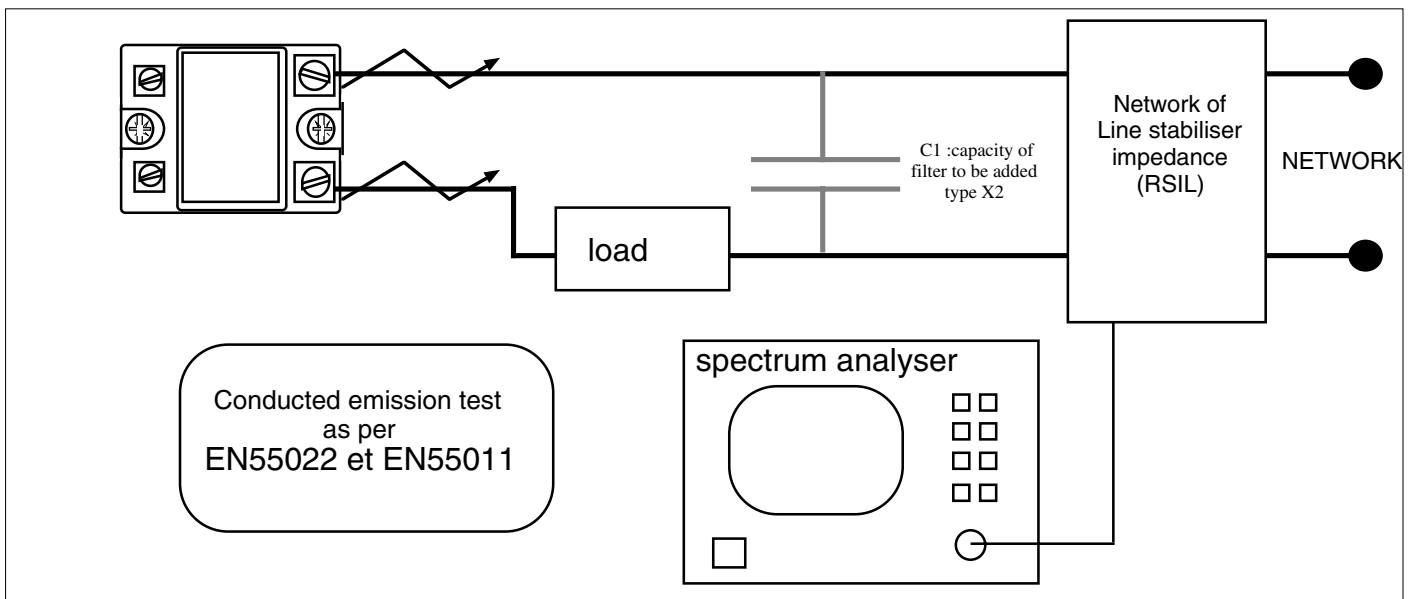 Network of
Line stabiliser
impedance
(RSIL)
NETWORK
C1 :capacity of
filter to be added
type X2
load
spectrum analyser
Conducted emission test
as per
EN55022 et EN55011